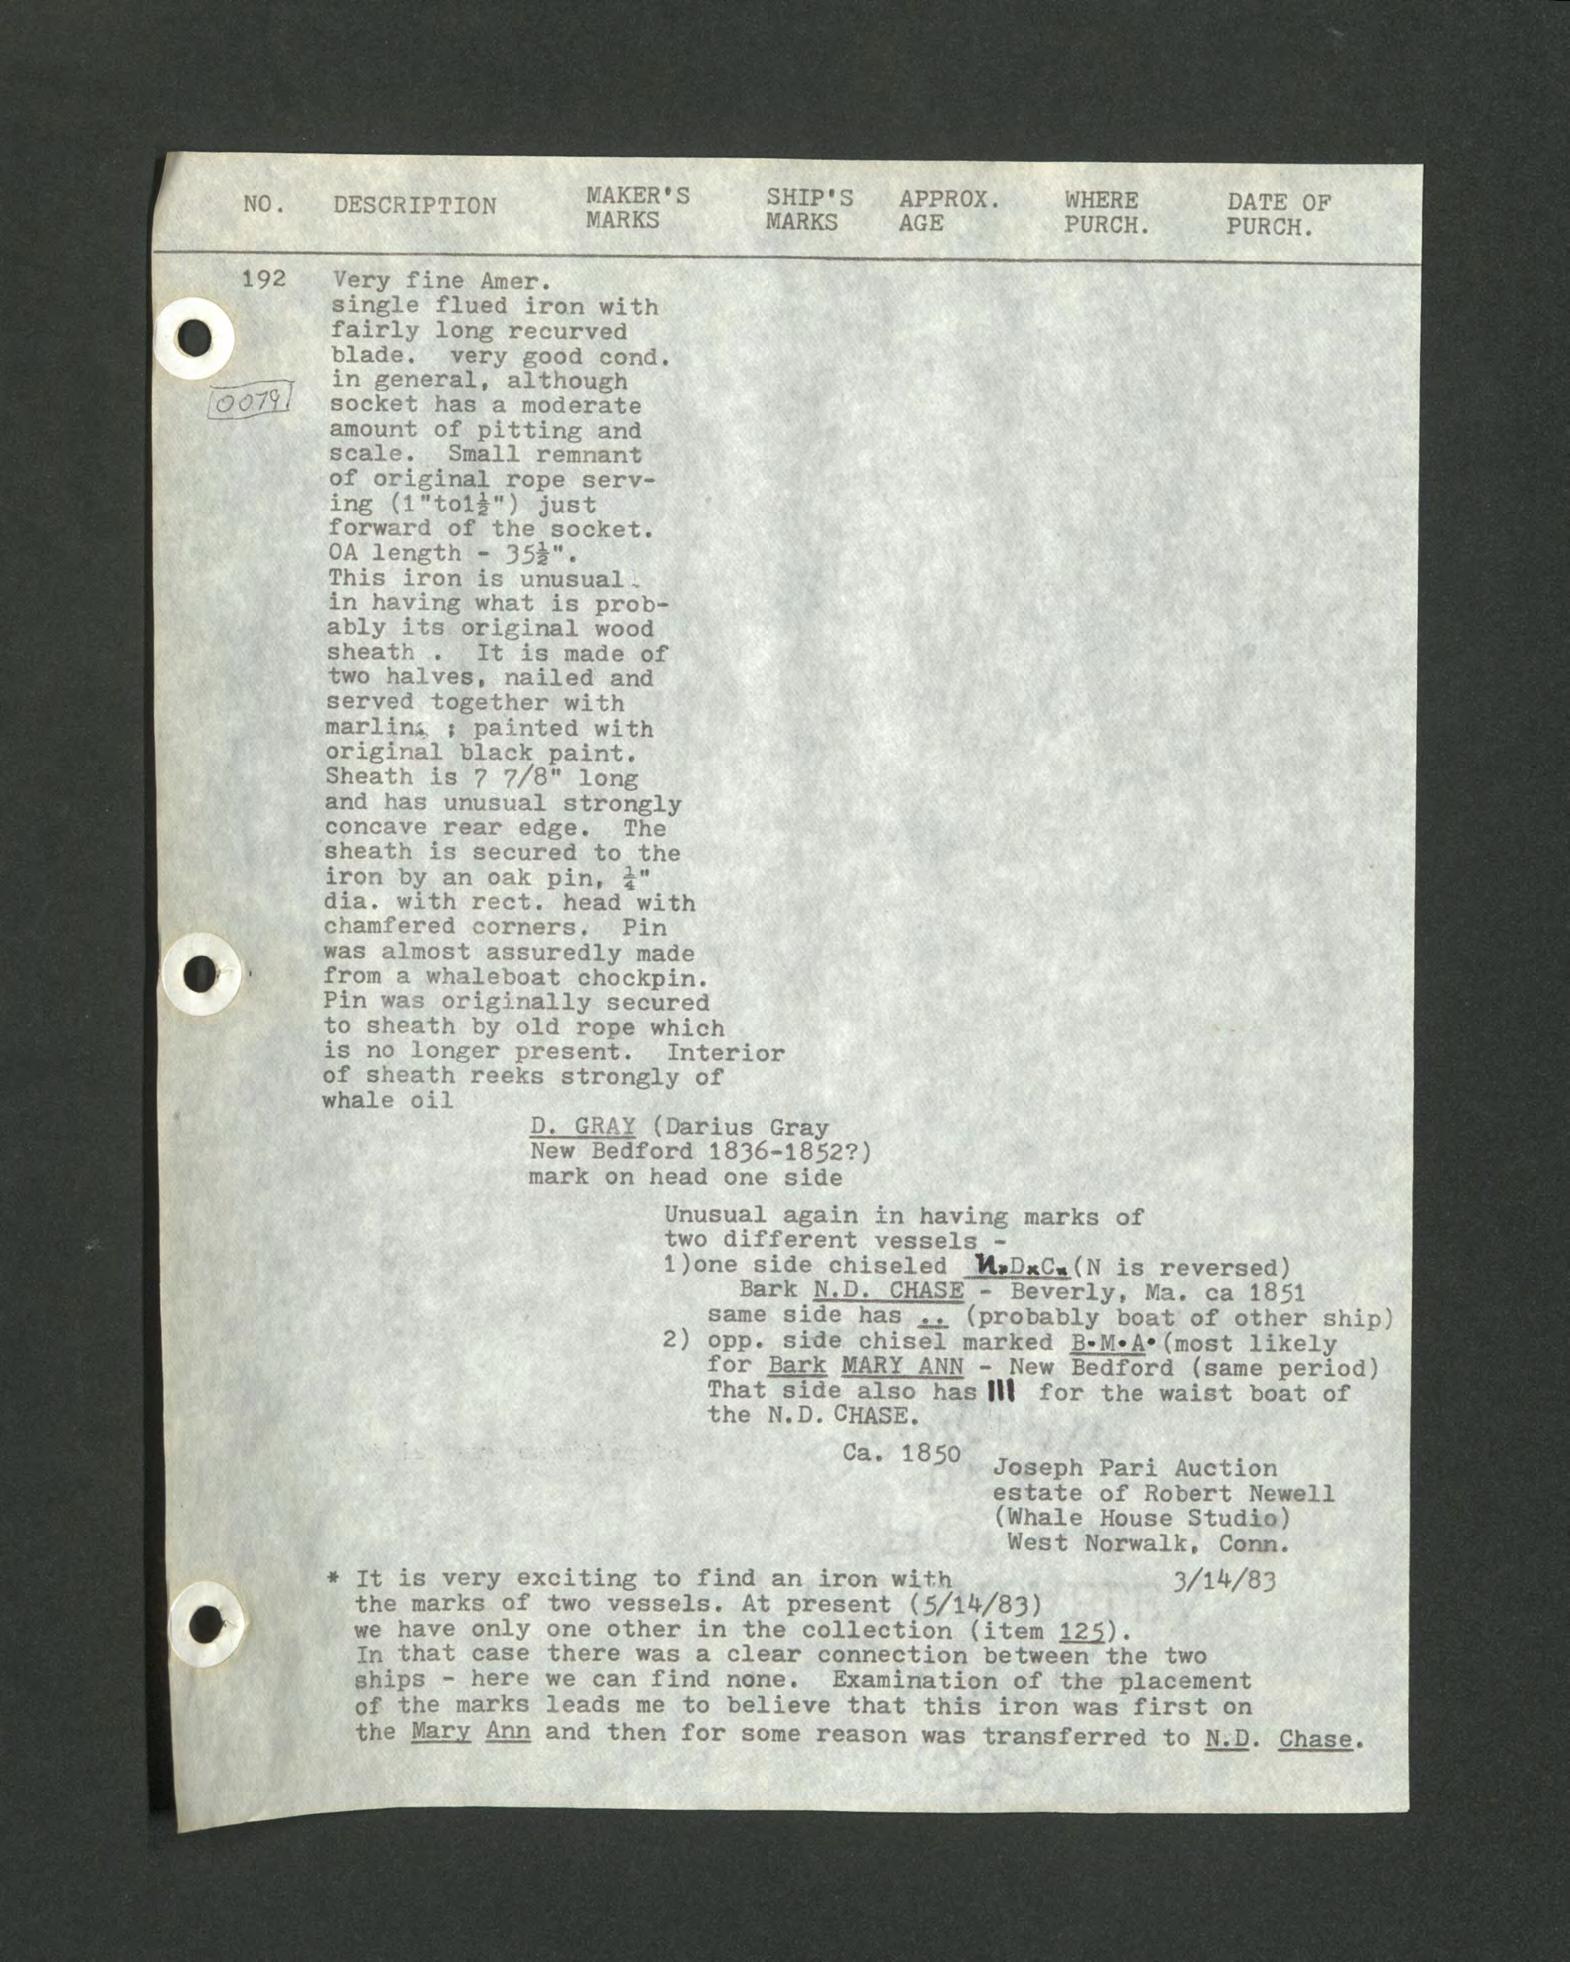 NO. DESCRIPTION MAKER'S MARKS SHIP'S MARKS APPROX. AGE WHERE PURCH. DATE OF PURCH.
192 Very fine Amer.
single flued iron with
fairly long recurved
blade. very good cond.
in general, although
0079
socket has a moderate
amount of pitting and
scale. Small remnant
of original rope serv-
ing (1"to1½") just
forward of the socket.
OA length - 35½".
This iron is unusual.
in having what is prob-
ably its original wood
sheath . It is made of
two halves, nailed and
served together with
marlin ; painted with
original black paint.
Sheath is 7 7/8" long
and has unusual strongly
concave rear edge. The
sheath is secured to the
iron by an oak pin, ¼"
dia. with rect. head with
chamfered corners. Pin
was almost assuredly made
from a whaleboat chockpin.
Pin was originally secured
to sheath by old rope which
is no longer present. Interior
of sheath reeks strongly of
whale oil
D. GRAY (Darius Gray
New Bedford 1836-1852?)
mark on head one side
Unusual again in having marks of
two different vessels -
1)one side chiseled И.DxCx(N is reversed)
Bark N.D. CHASE - Beverly, Ma. ca 1851
same side has .. (probably boat of other ship)
2) opp. side chisel marked B•M•A•(most likely
for Bark MARY ANN - New Bedford (same period)
That side also has III for the waist boat of
the N.D. CHASE.
Ca. 1850
Joseph Pari Auction
estate of Robert Newell
(Whale House Studio)
West Norwalk, Conn.
* It is very exciting to find an iron with 3/14/83
the marks of two vessels. At present (5/14/83)
we have only one other in the collection (item 125).
In that case there was a clear connection between the two
ships - here we can find none. Examination of the placement
of the marks leads me to believe that this iron was first on
the Mary Ann and then for some reason was transferred to N.D. Chase.